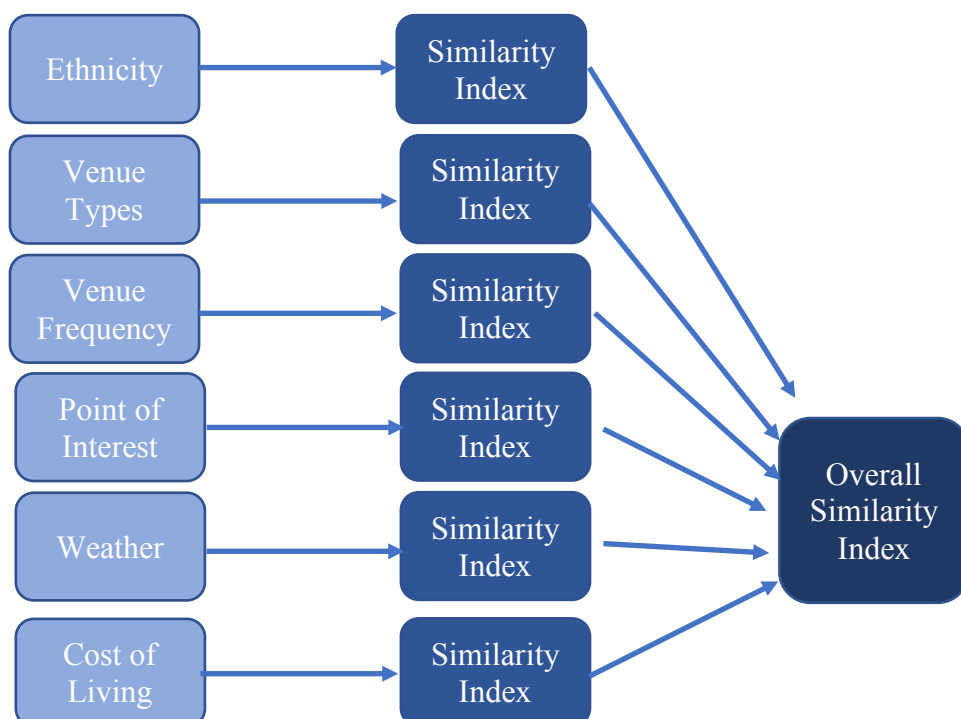 Ethnicity
Similarity
Index
Venue
Types
Similarity
Index
Venue
Frequency
Similarity
Index
Point of
Interest
Similarity
Index
Weather
Similarity
Index
Cost of
Living
Similarity
Index
Overall
Similarity
Index